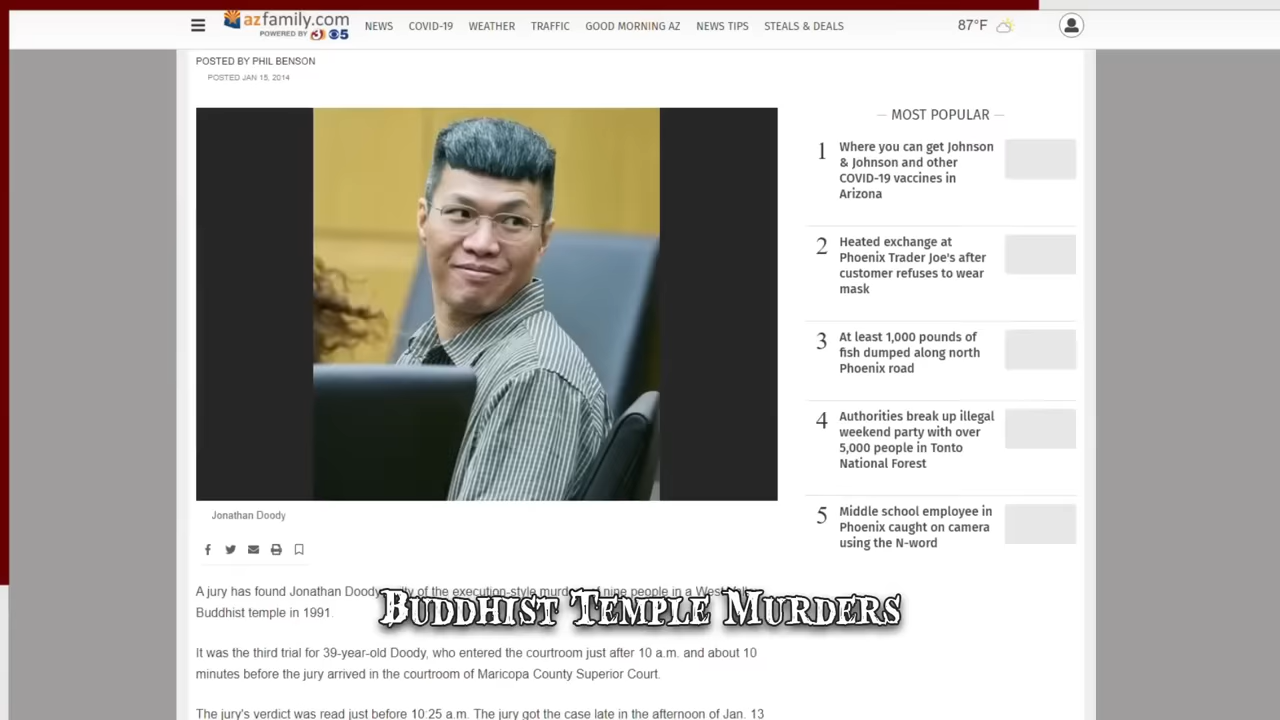 azfamily.com
POWERED BY 3 5
NEWS COVID-19 WEATHER TRAFFIC GOOD MORNING AZ NEWS TIPS STEALS & DEALS
87°F
POSTED BY PHIL BENSON
POSTED JAN 15, 2014
Jonathan Doody
A jury has found Jonathan Doody of the execution-style nine people in a
Buddhist temple in 1991.
BUDDHIST TEMPLE MURDERS
It was the third trial for 39-year-old Doody, who entered the courtroom just after 10 a.m. and about 10
minutes before the jury arrived in the courtroom of Maricopa County Superior Court.
The jury's verdict was read just before 10:25 a.m. The jury got the case late in the afternoon of Jan. 13
MOST POPULAR
1
Where you can get Johnson
& Johnson and other
COVID-19 vaccines in
Arizona
2
Heated exchange at
Phoenix Trader Joe's after
customer refuses to wear
mask
3
At least 1,000 pounds of
fish dumped along north
Phoenix road
4
Authorities break up illegal
weekend party with over
5,000 people in Tonto
National Forest
5
Middle school employee in
Phoenix caught on camera
using the N-word